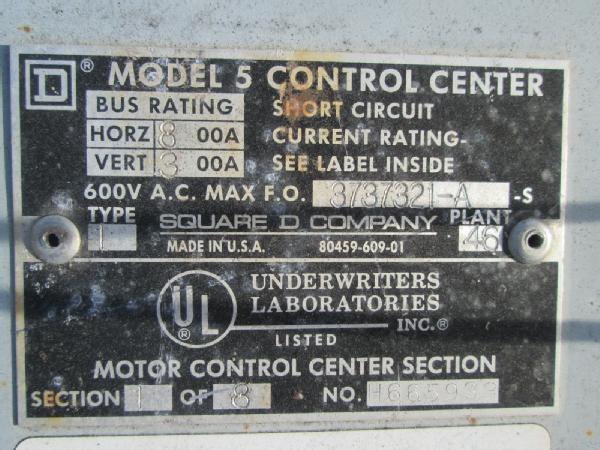 D® MODEL 5 CONTROL CENTER
BUS RATING SHORT CIRCUIT
HORZ 8 00A CURRENT RATING-
VERT 3 00A SEE LABEL INSIDE
600V A.C. MAX F.O. 3737321-A -S
TYPE 1 SQUARE D COMPANY PLANT 46
MADE IN U.S.A. 80459-609-01
UL® UNDERWRITERS
LABORATORIES
INC.®
LISTED
MOTOR CONTROL CENTER SECTION
SECTION 1 OF 8 NO.